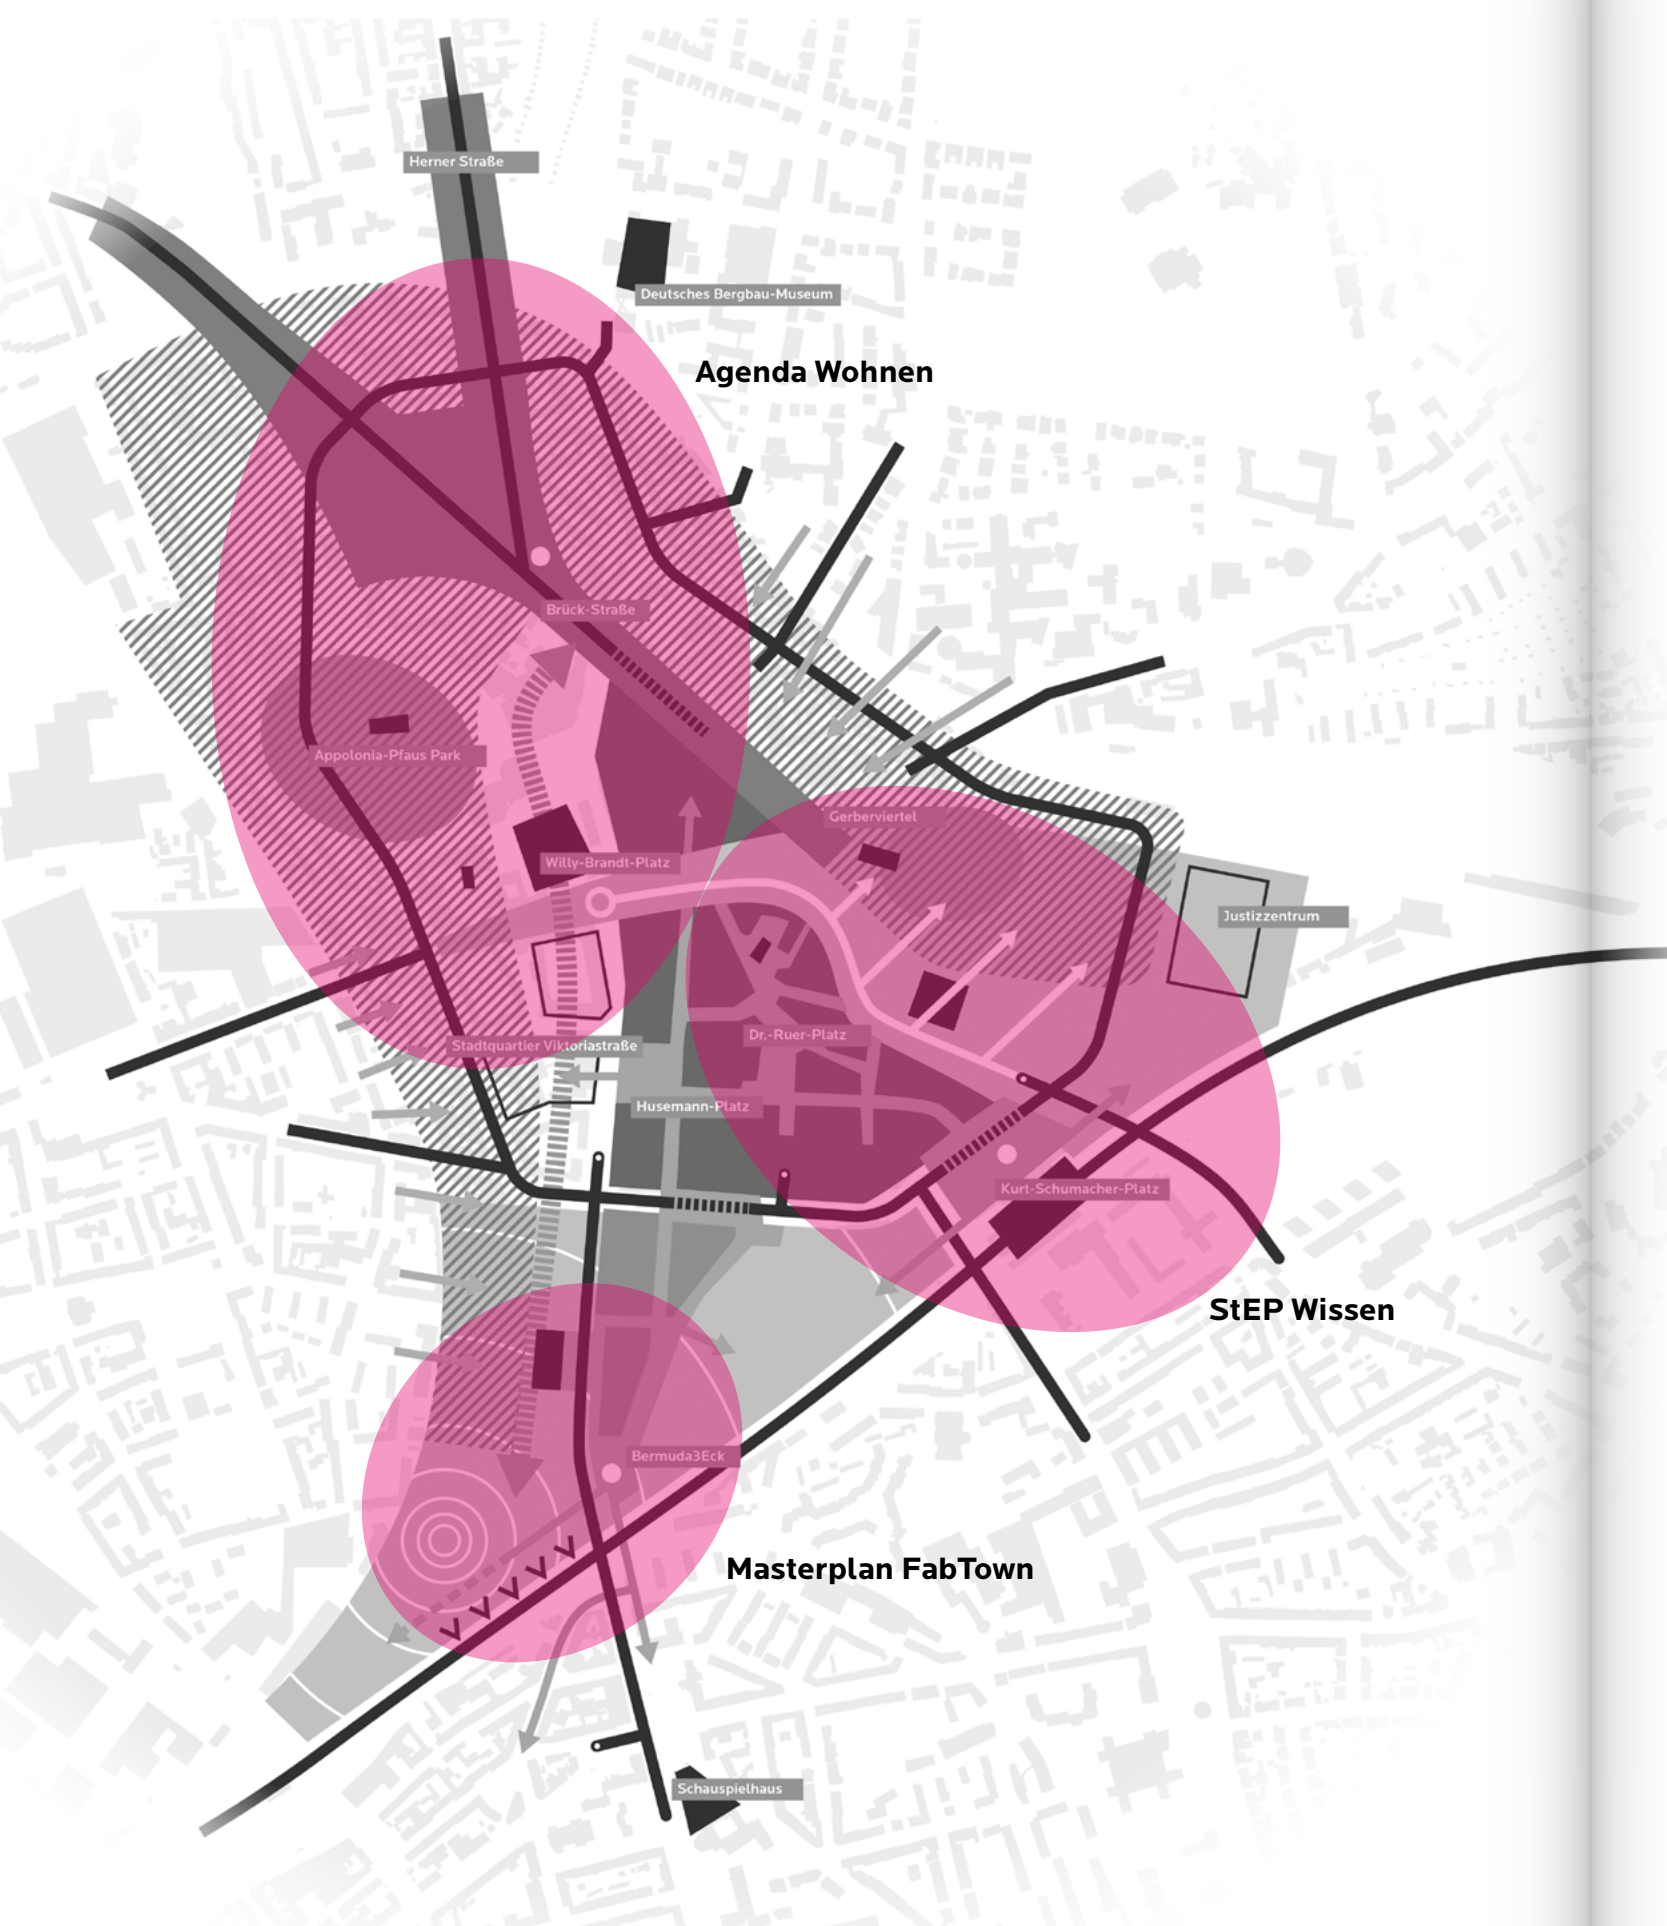 Herner Straße
Deutsches Bergbau-Museum
Agenda Wohnen
Brück-Straße
Appolonia-Pfaus Park
Gerberviertel
Willy-Brandt-Platz
Justizzentrum
Dr.-Ruer-Platz
Stadtquartier Viktoriastraße
Husemann-Platz
Kurt-Schumacher-Platz
StEP Wissen
Bermuda3Eck
Masterplan FabTown
Schauspielhaus